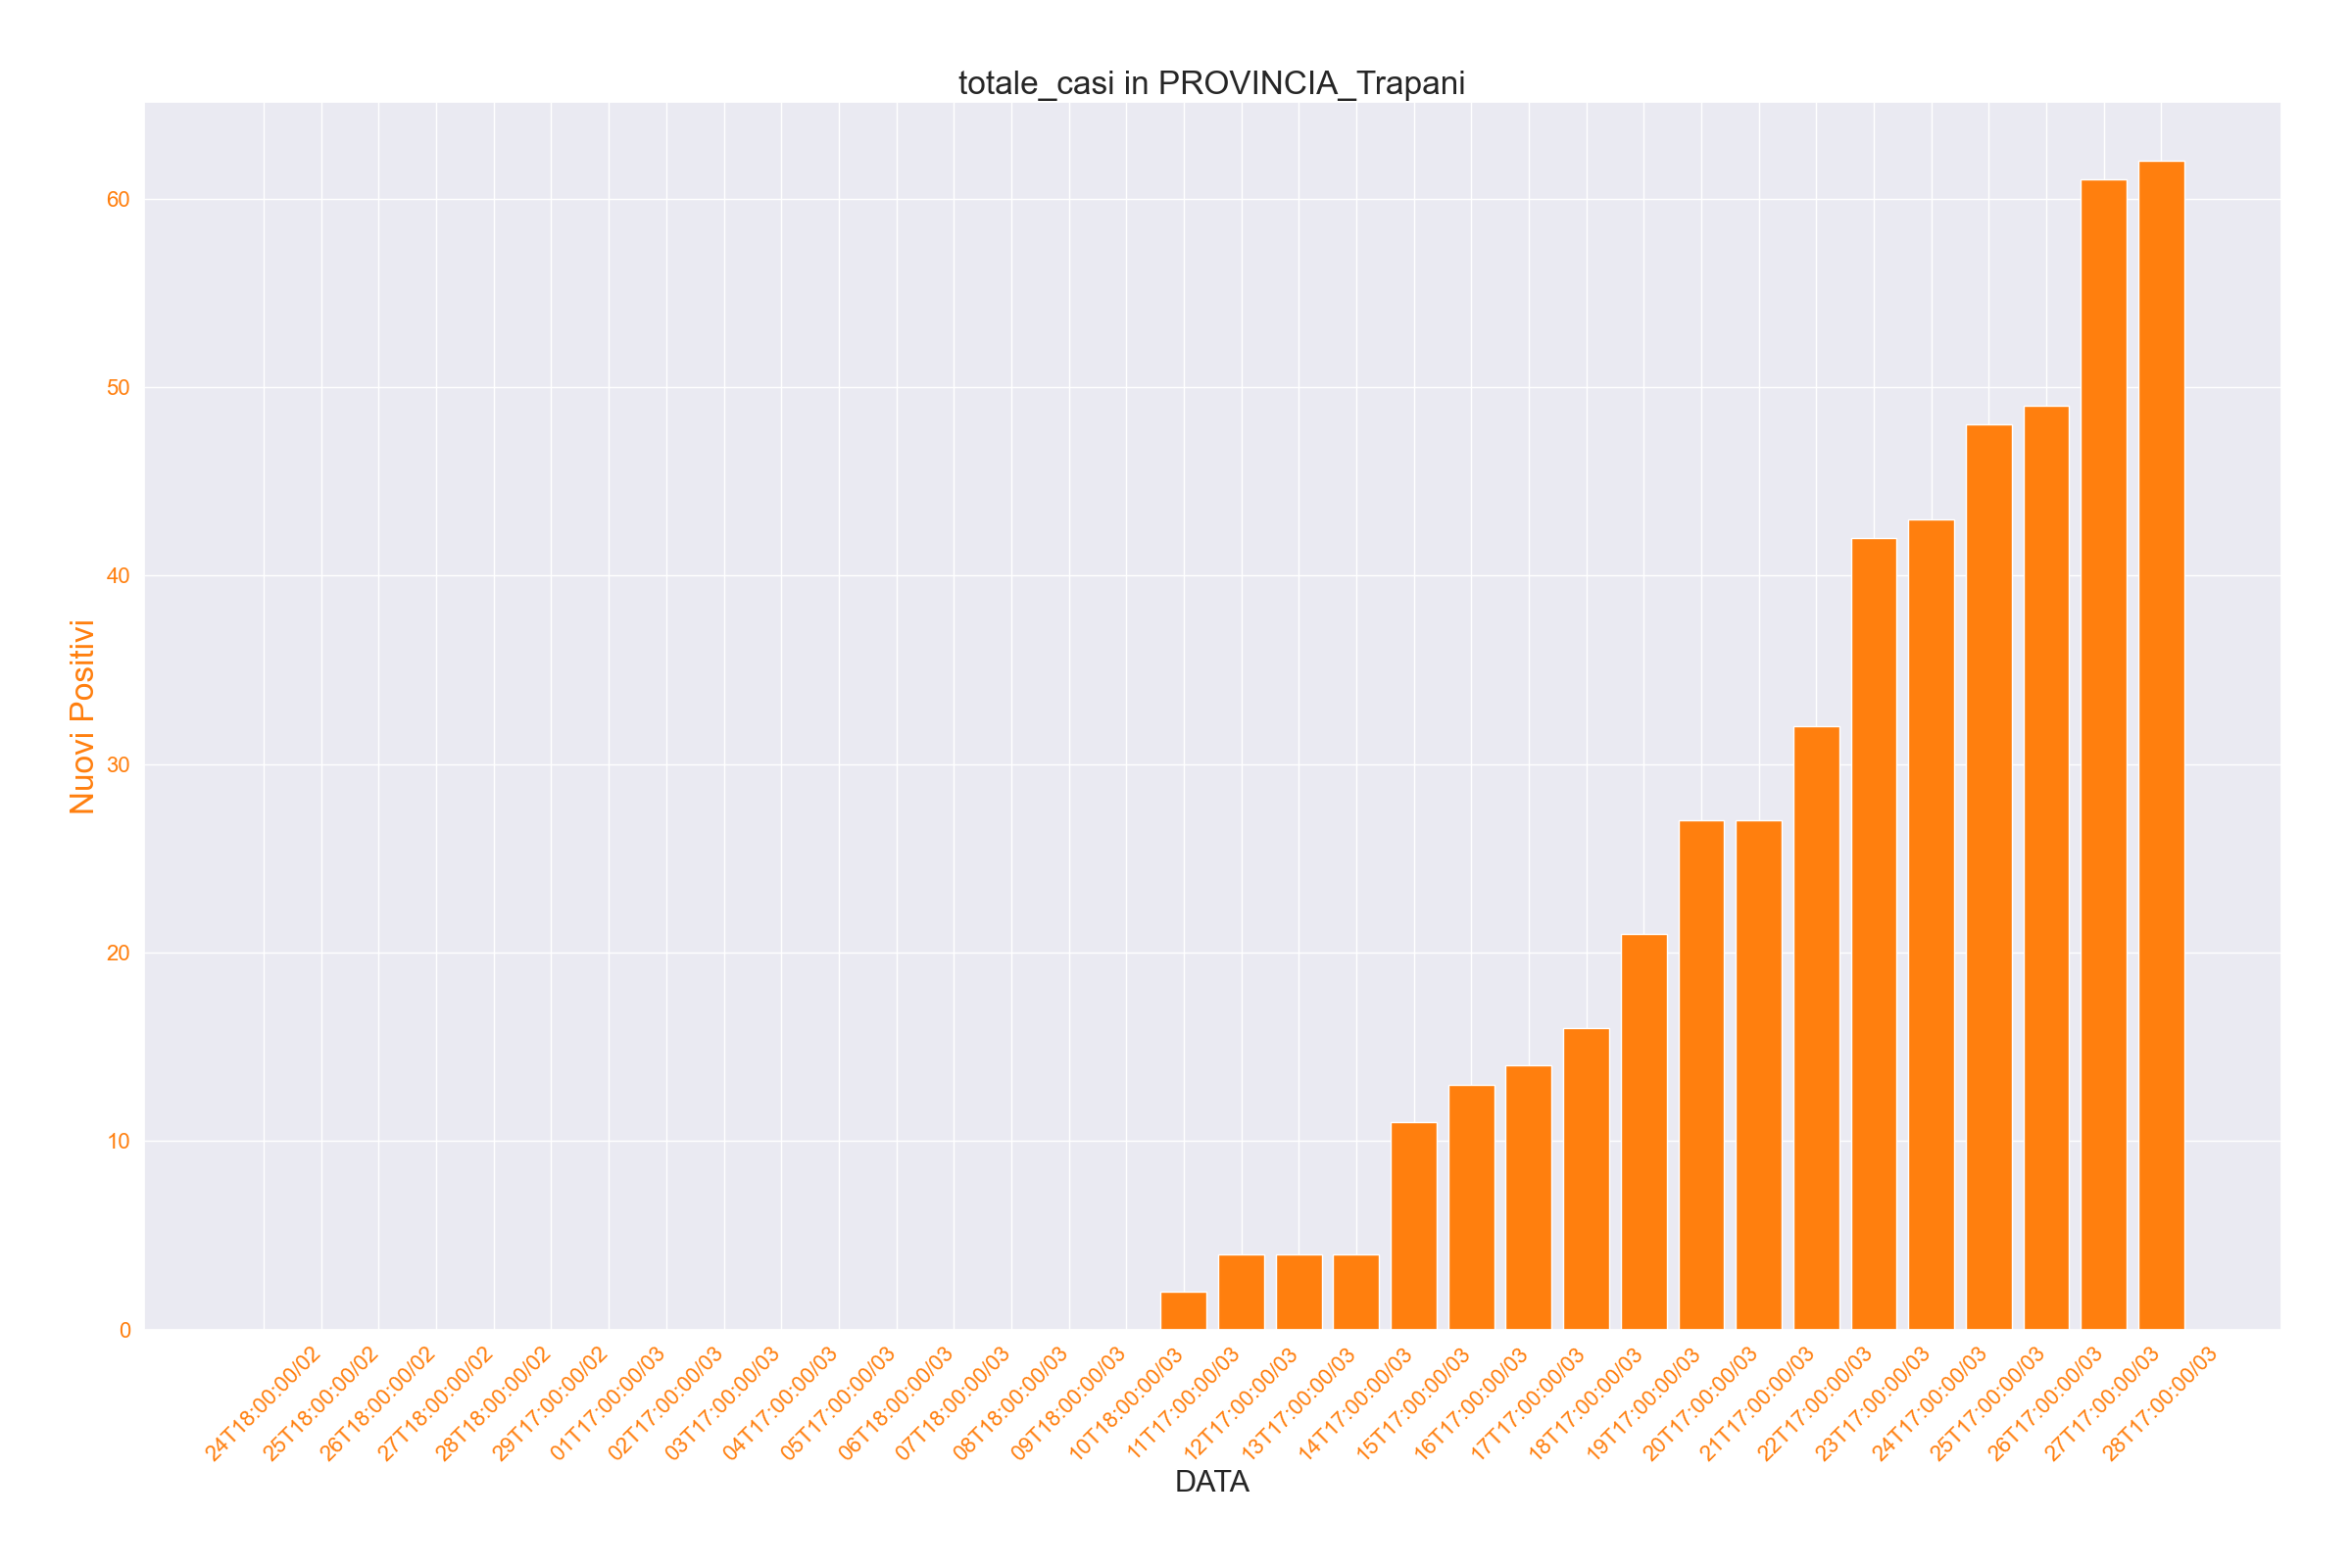 totale_casi in PROVINCIA_Trapani
60
50
40
30
20
10
0
Nuovi Positivi
24T18:00:00/02
25T18:00:00/02
26T18:00:00/02
27T18:00:00/02
28T18:00:00/02
29T17:00:00/02
01T17:00:00/03
02T17:00:00/03
03T17:00:00/03
04T17:00:00/03
05T17:00:00/03
06T18:00:00/03
07T18:00:00/03
08T18:00:00/03
09T18:00:00/03
10T18:00:00/03
11T17:00:00/03
12T17:00:00/03
13T17:00:00/03
14T17:00:00/03
15T17:00:00/03
16T17:00:00/03
17T17:00:00/03
18T17:00:00/03
19T17:00:00/03
20T17:00:00/03
21T17:00:00/03
22T17:00:00/03
23T17:00:00/03
24T17:00:00/03
25T17:00:00/03
26T17:00:00/03
27T17:00:00/03
28T17:00:00/03
DATA